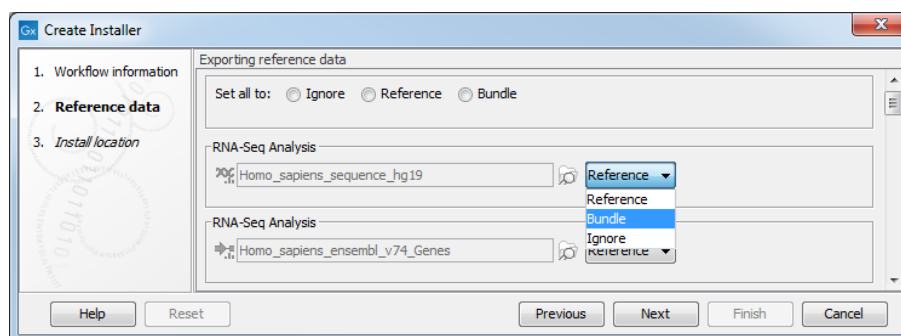 Gx Create Installer
1. Workflow information
2. Reference data
3. Install location
Exporting reference data
Set all to: Ignore Reference Bundle
RNA-Seq Analysis
Homo_sapiens_sequence_hg19 Reference
Reference
Bundle
Ignore
RNA-Seq Analysis
Homo_sapiens_ensembl_v74_Genes Reference
Help Reset Previous Next Finish Cancel